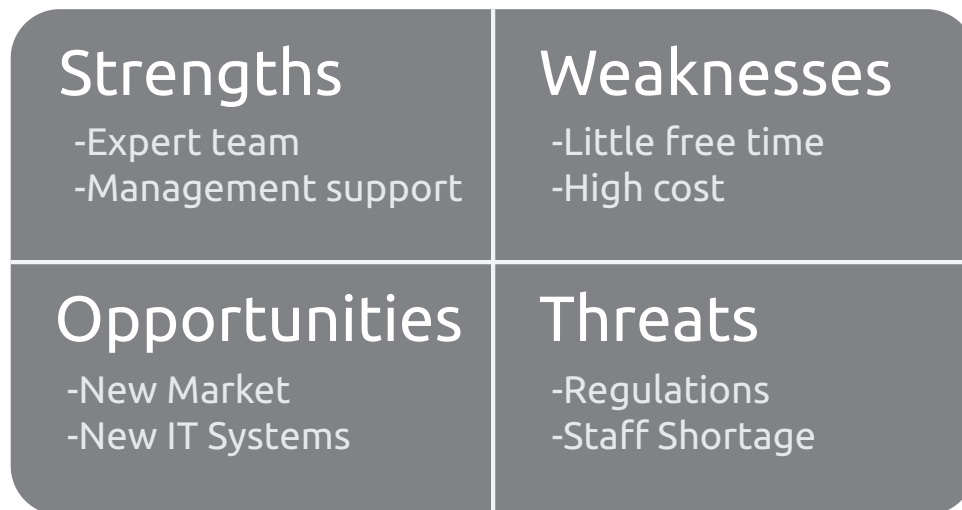 Strengths
-Expert team
-Management support
Weaknesses
-Little free time
-High cost
Opportunities
-New Market
-New IT Systems
Threats
-Regulations
-Staff Shortage